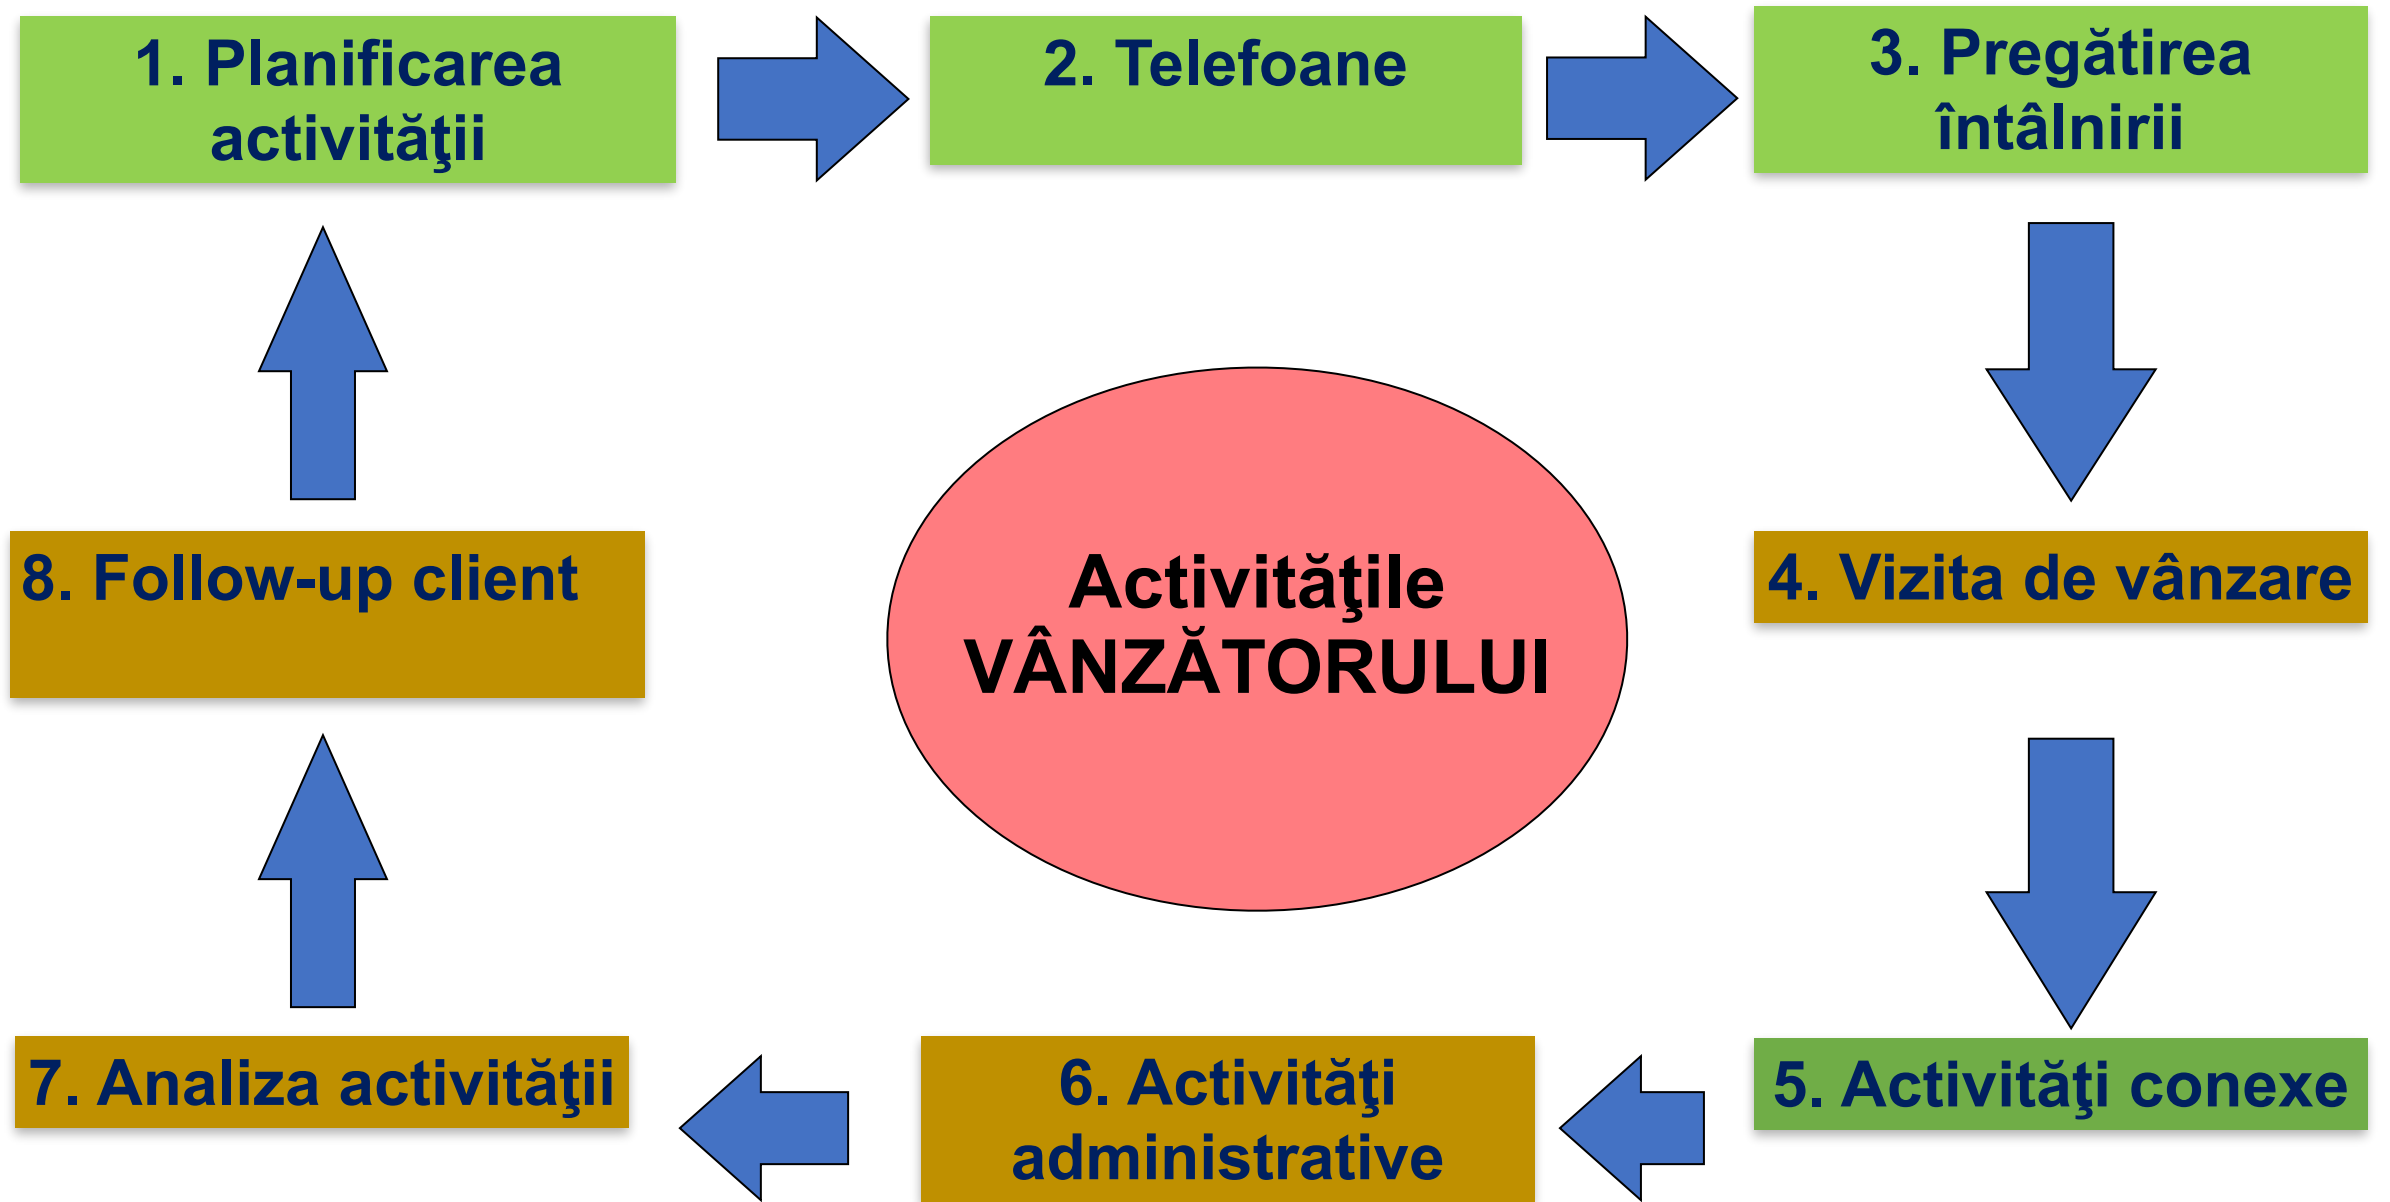 1. Planificarea
activităţii
2. Telefoane
3. Pregătirea
întâlnirii
8. Follow-up client
Activităţile
VÂNZĂTORULUI
4. Vizita de vânzare
7. Analiza activităţii
6. Activităţi
administrative
5. Activităţi conexe